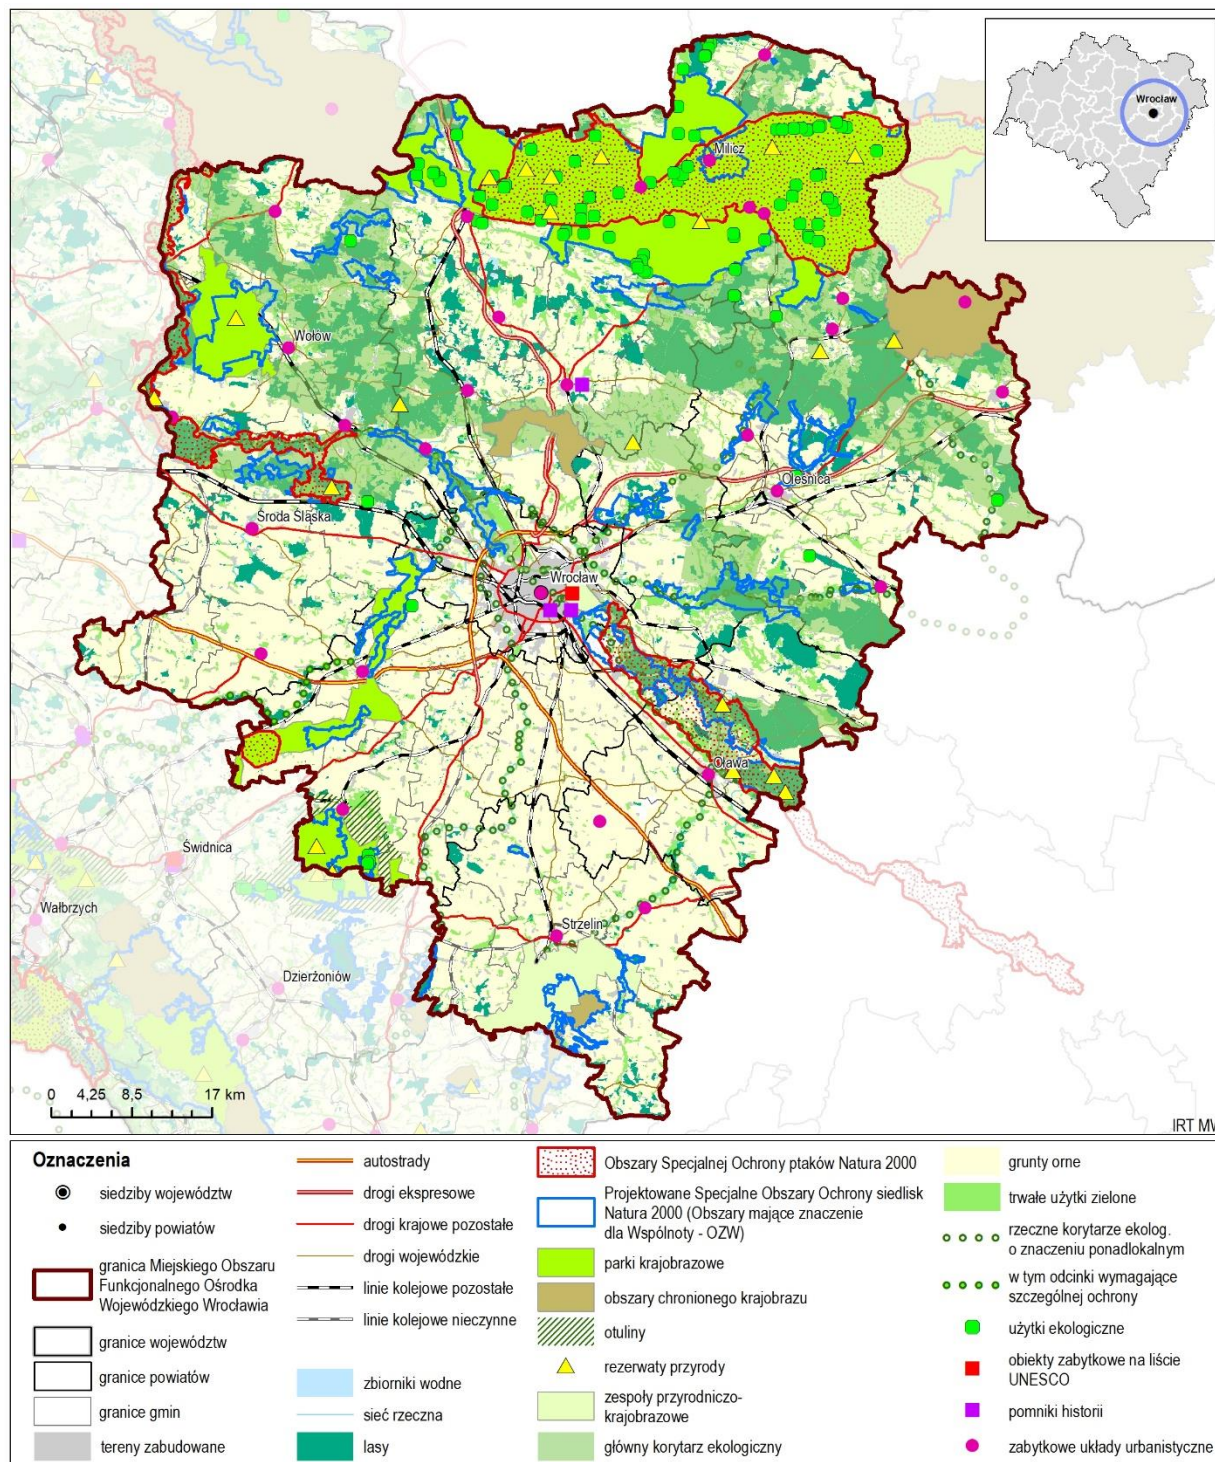 Wrocław
Milicz
Wołów
Oleśnica
Środa Śląska
Wrocław
Oława
Świdnica
Wałbrzych
Strzelin
Dzierżoniów
0 4,25 8,5 17 km
IRT MW
Oznaczenia
siedziby województw
siedziby powiatów
granica Miejskiego Obszaru
Funkcjonalnego Ośrodka
Wojewódzkiego Wrocławia
granice województw
granice powiatów
granice gmin
tereny zabudowane
autostrady
drogi ekspresowe
drogi krajowe pozostałe
drogi wojewódzkie
linie kolejowe pozostałe
linie kolejowe nieczynne
zbiorniki wodne
sieć rzeczna
lasy
Obszary Specjalnej Ochrony ptaków Natura 2000
Projektowane Specjalne Obszary Ochrony siedlisk
Natura 2000 (Obszary mające znaczenie
dla Wspólnoty - OZW)
parki krajobrazowe
obszary chronionego krajobrazu
otuliny
rezerwaty przyrody
zespoły przyrodniczo-
krajobrazowe
główny korytarz ekologiczny
grunty orne
trwałe użytki zielone
rzeczne korytarze ekolog.
o znaczeniu ponadlokalnym
w tym odcinki wymagające
szczególnej ochrony
użytki ekologiczne
obiekty zabytkowe na liście
UNESCO
pomniki historii
zabytkowe układy urbanistyczne